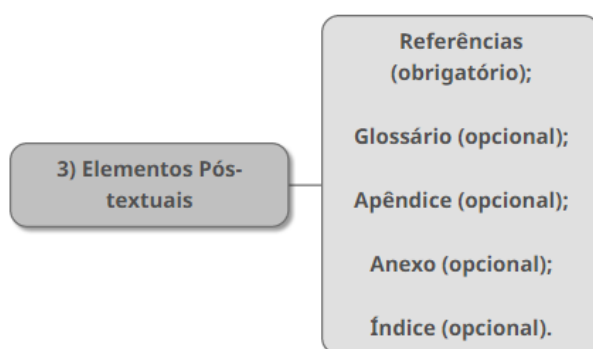 3) Elementos Pós-
textuais
Referências
(obrigatório);
Glossário (opcional);
Apêndice (opcional);
Anexo (opcional);
Índice (opcional).